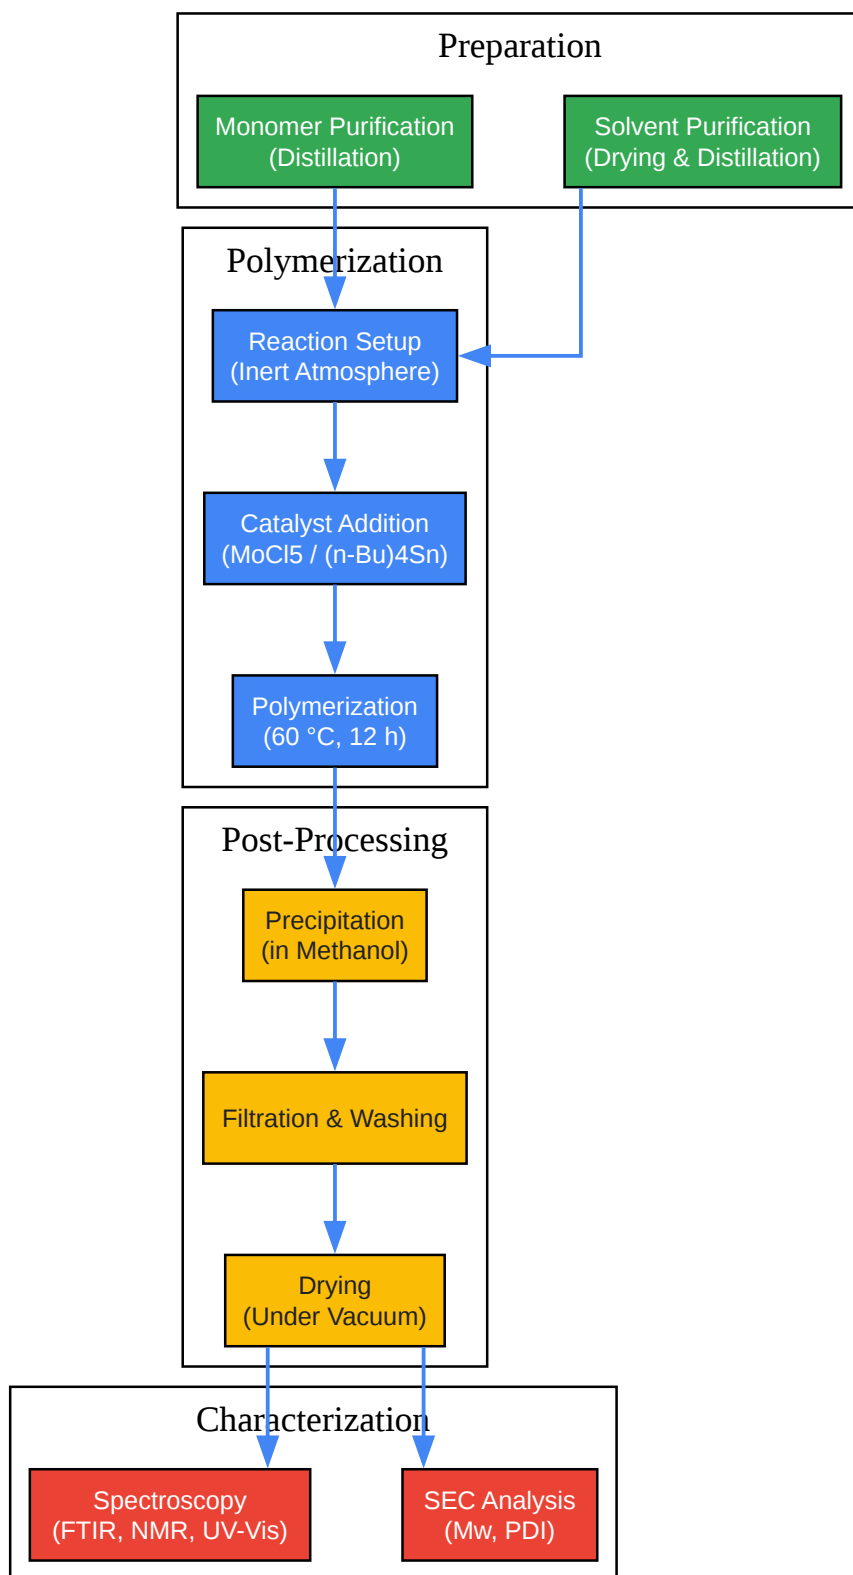 Preparation
Monomer Purification
(Distillation)
Solvent Purification
(Drying & Distillation)
Polymerization
Reaction Setup
(Inert Atmosphere)
Catalyst Addition
(MoCl5 / (n-Bu)4Sn)
Polymerization
(60 °C, 12 h)
Post-Processing
Precipitation
(in Methanol)
Filtration & Washing
Drying
(Under Vacuum)
Characterization
Spectroscopy
(FTIR, NMR, UV-Vis)
SEC Analysis
(Mw, PDI)